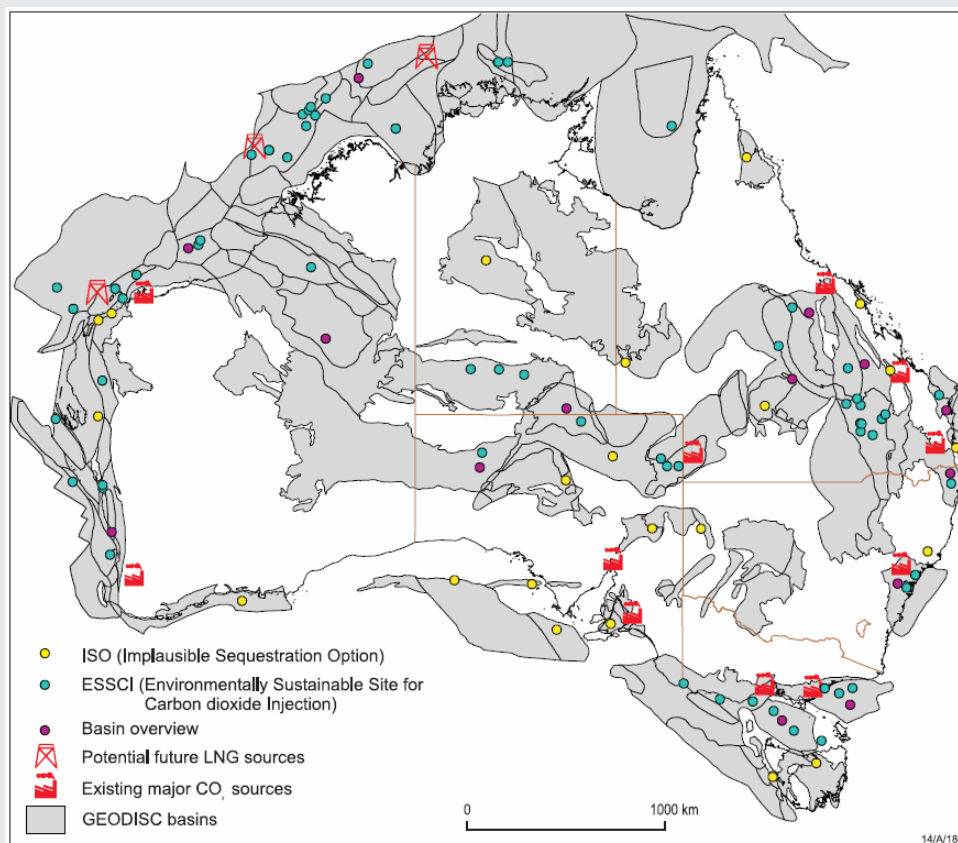 ISO (Implausible Sequestration Option)
ESSCI (Environmentally Sustainable Site for
Carbon dioxide Injection)
Basin overview
Potential future LNG sources
Existing major CO₂ sources
GEODISC basins
0 1000 km
14/A/18